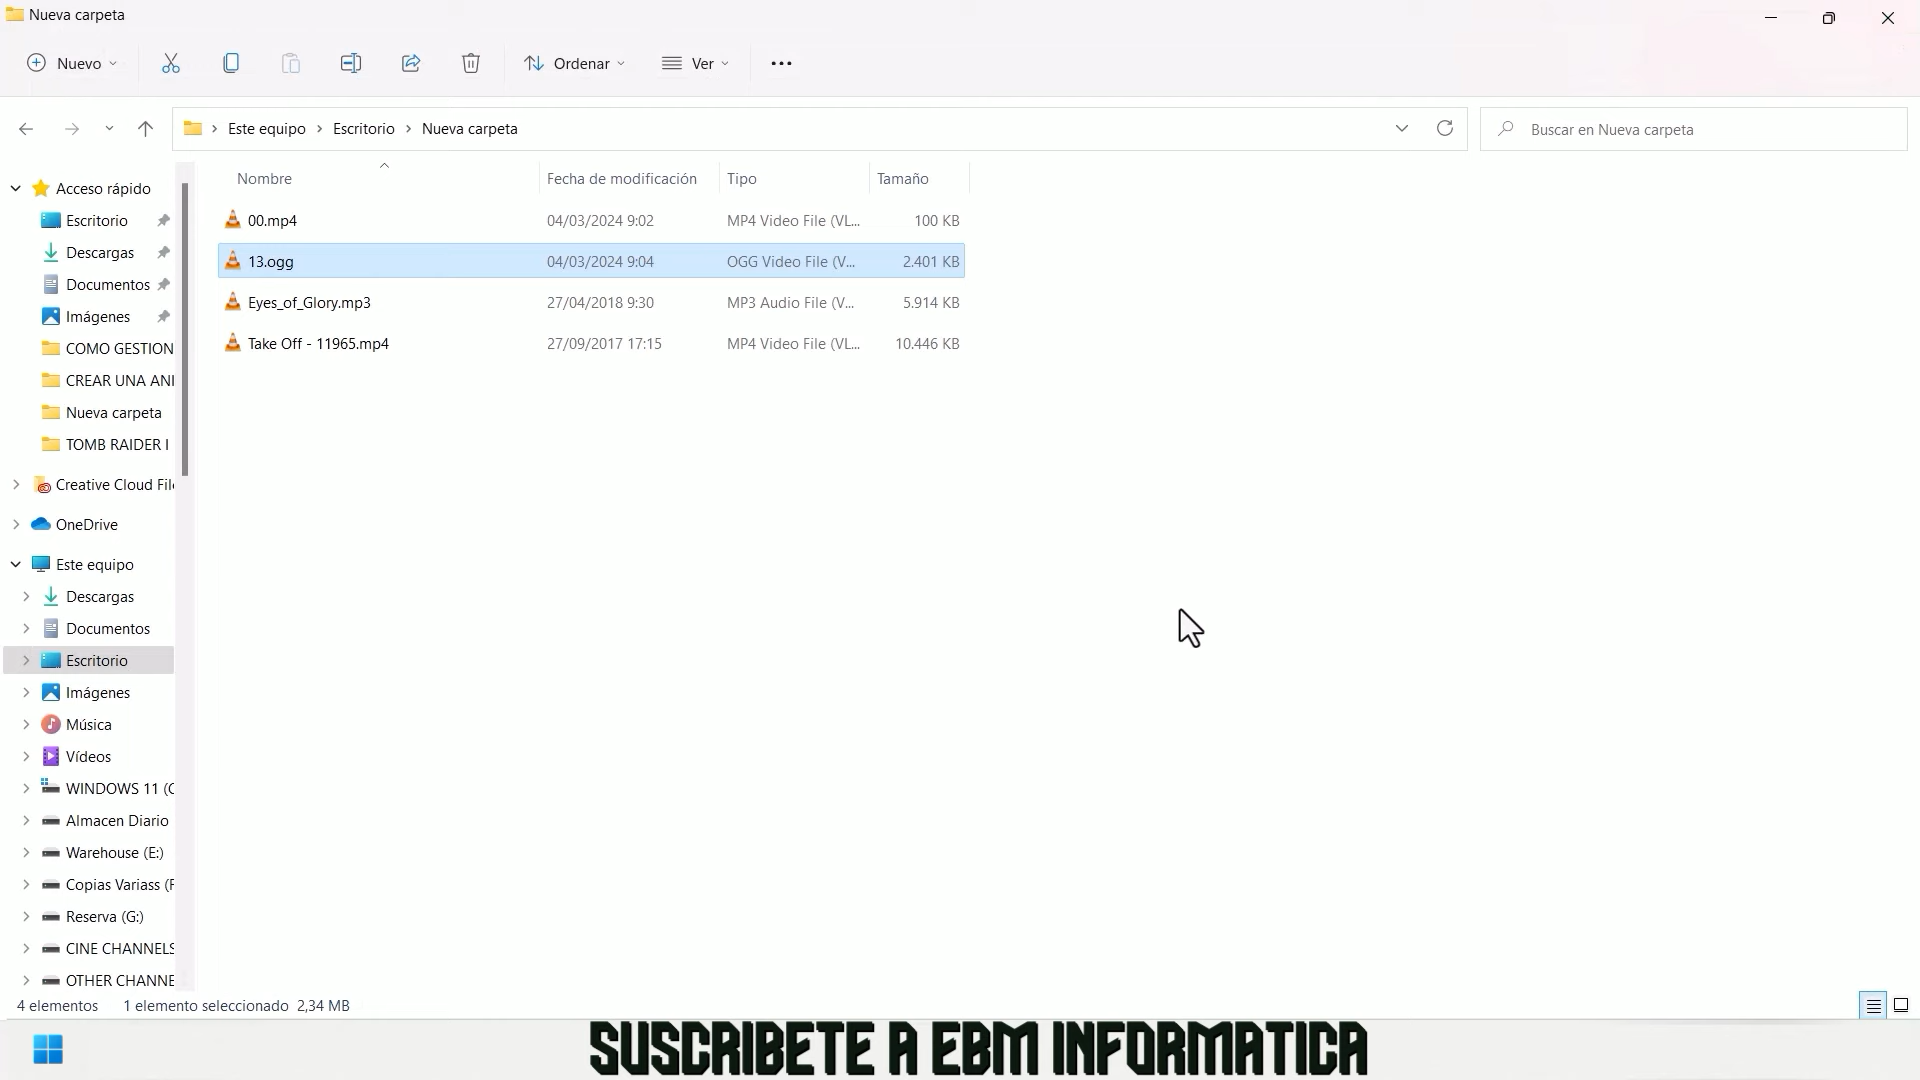 Nueva carpeta
Nuevo
Ordenar
Ver
Este equipo
Escritorio
Nueva carpeta
Buscar en Nueva carpeta
Nombre
Fecha de modificación
Tipo
Tamaño
00.mp4
04/03/2024 9:02
MP4 Video File (VL...
100 KB
13.ogg
04/03/2024 9:04
OGG Video File (V...
2.401 KB
Eyes_of_Glory.mp3
27/04/2018 9:30
MP3 Audio File (V...
5.914 KB
Take Off - 11965.mp4
27/09/2017 17:15
MP4 Video File (VL...
10.446 KB
Acceso rápido
Escritorio
Descargas
Documentos
Imágenes
COMO GESTION
CREAR UNA ANI
Nueva carpeta
TOMB RAIDER I
Creative Cloud File
OneDrive
Este equipo
Descargas
Documentos
Escritorio
Imágenes
Música
Vídeos
WINDOWS 11 (C
Almacen Diario
Warehouse (E:)
Copias Variass (F
Reserva (G:)
CINE CHANNELS
OTHER CHANNE
4 elementos
1 elemento seleccionado 2,34 MB
SUSCRIBETE A EBM INFORMATICA